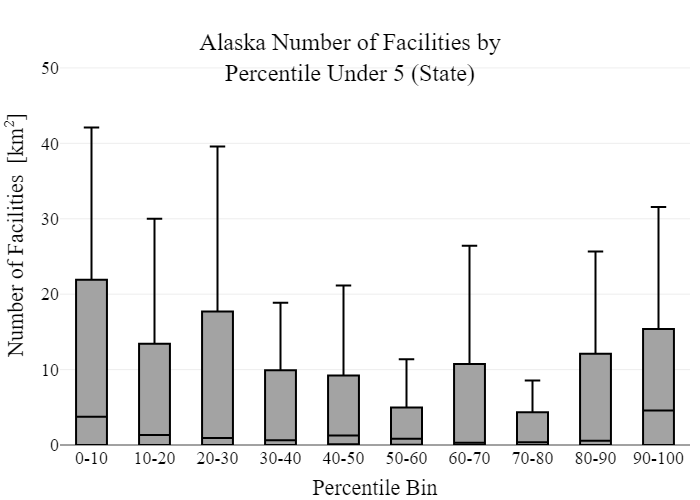 Alaska Number of Facilities by
Percentile Under 5 (State)
Number of Facilities [km²]
50
40
30
20
10
0
0-10 10-20 20-30 30-40 40-50 50-60 60-70 70-80 80-90 90-100
Percentile Bin